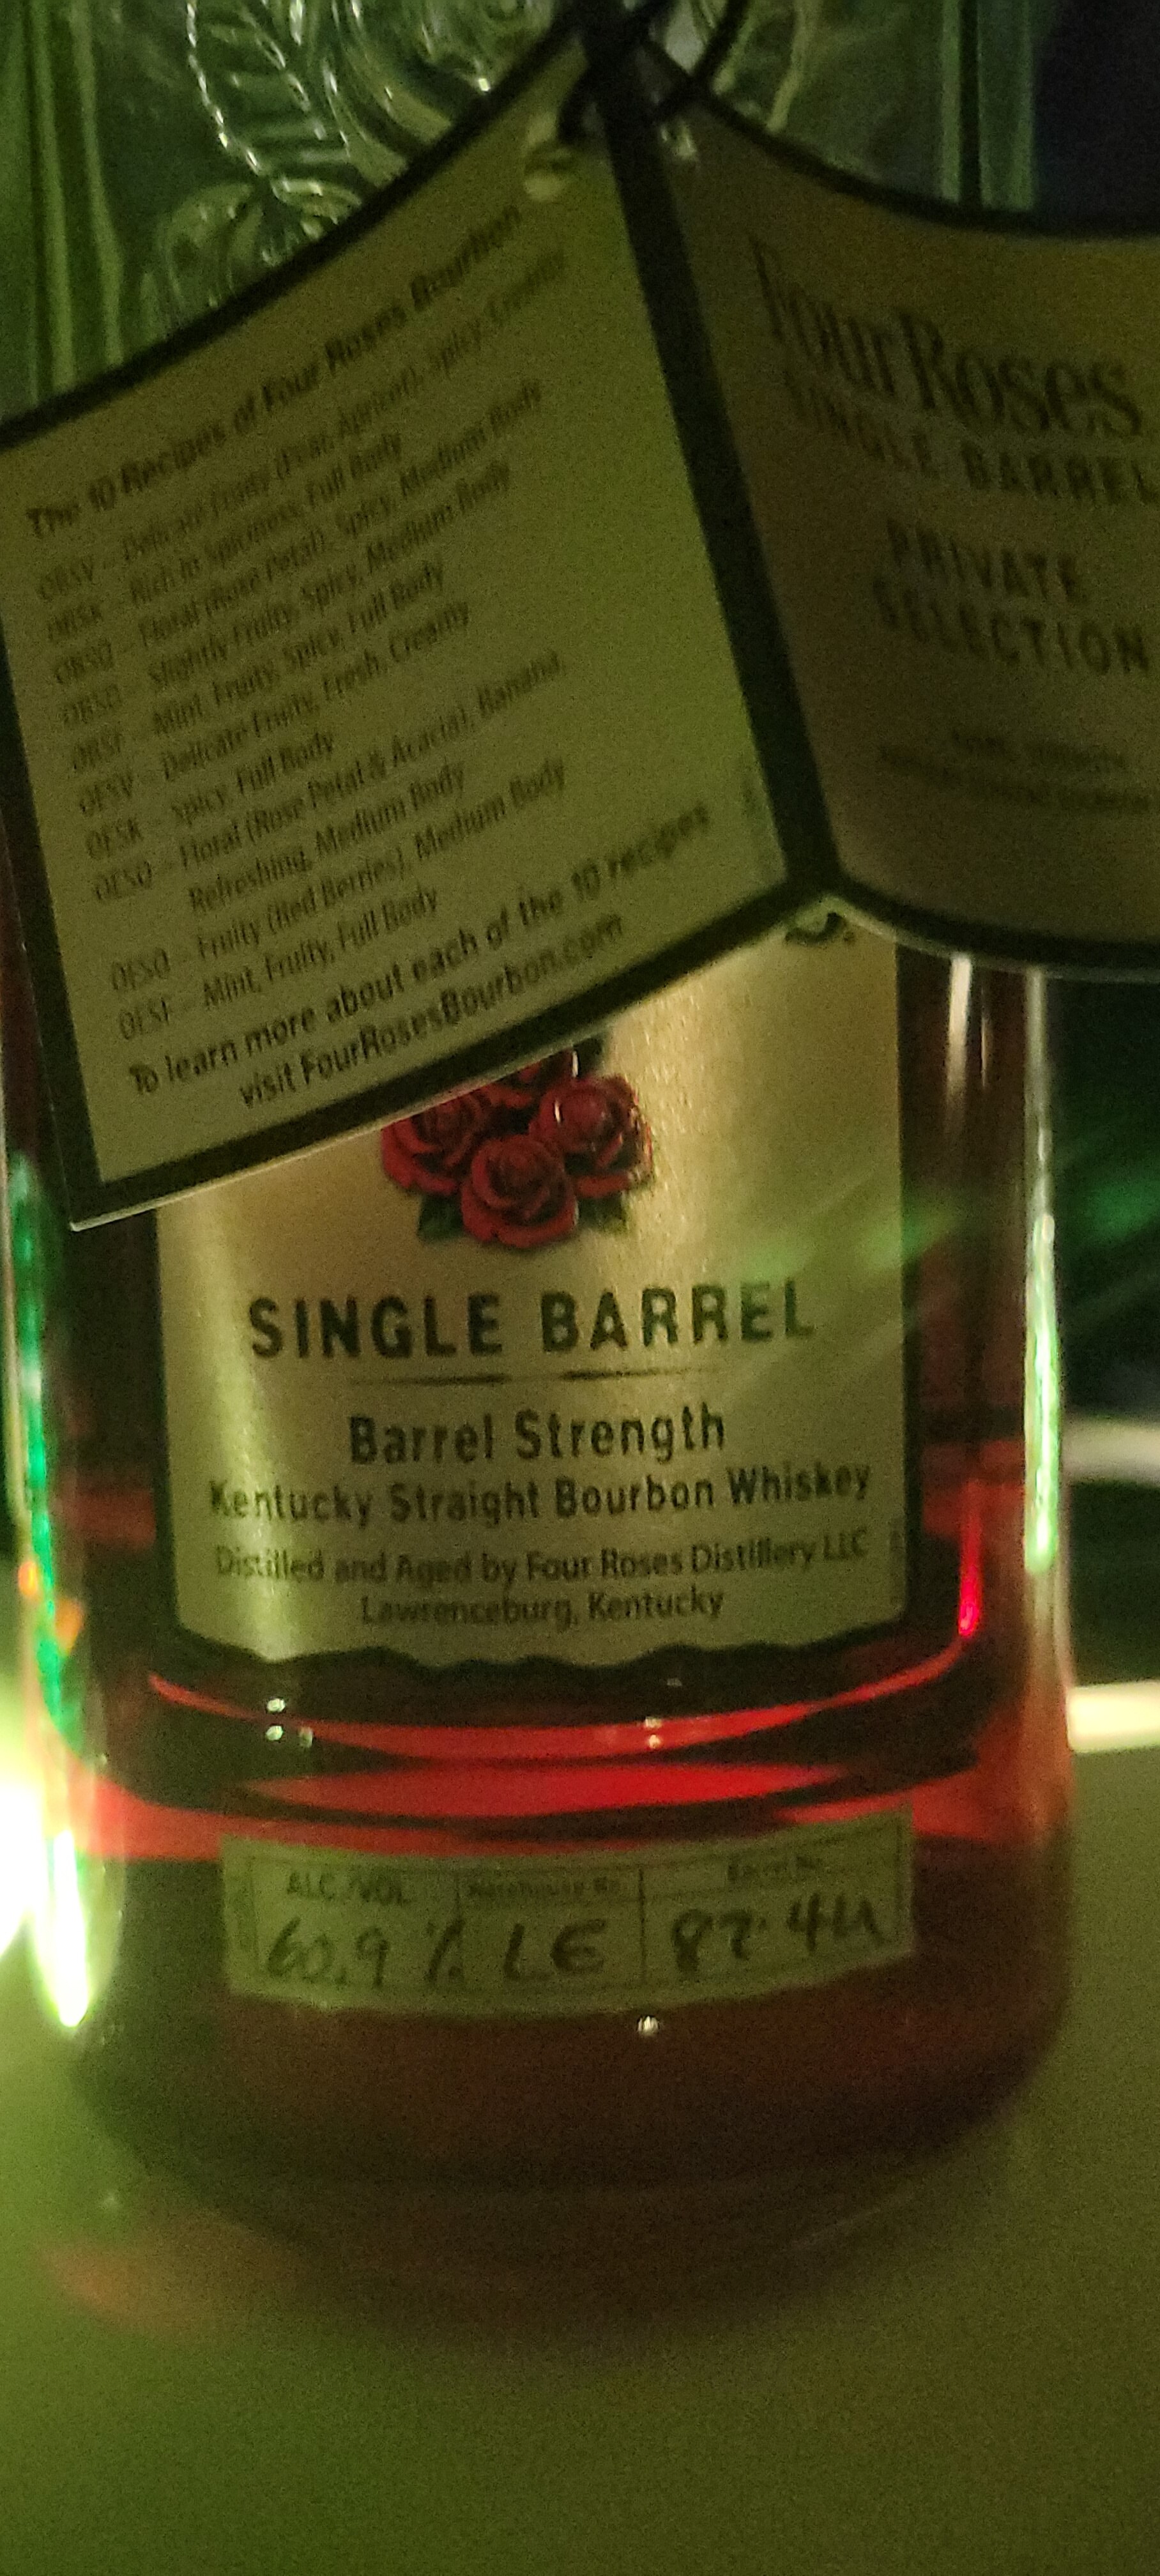 The 10 Recipes of Four Roses Bourbon
OBSV – Delicate Fruity (Pear, Apricot), Spicy, Creamy
OBSK – Rich in Spiciness, Full Body
OBSQ – Floral (Rose Petal), Spicy, Medium Body
OBSO – Slightly Fruity, Spicy, Medium Body
OBSF – Mint, Fruity, Spicy, Full Body
OESV – Delicate Fruity, Fresh, Creamy
OESK – Spicy, Full Body
OESQ – Floral (Rose Petal & Acacia), Banana,
Refreshing, Medium Body
OESO – Fruity (Red Berries), Medium Body
OESF – Mint, Fruity, Full Body
To learn more about each of the 10 recipes
visit FourRosesBourbon.com
Four Roses
SINGLE BARREL
PRIVATE
SELECTION
SINGLE BARREL
Barrel Strength
Kentucky Straight Bourbon Whiskey
Distilled and Aged by Four Roses Distillery LLC
Lawrenceburg, Kentucky
ALC./VOL. Warehouse No. Barrel No.
60.9% LE 87-4U